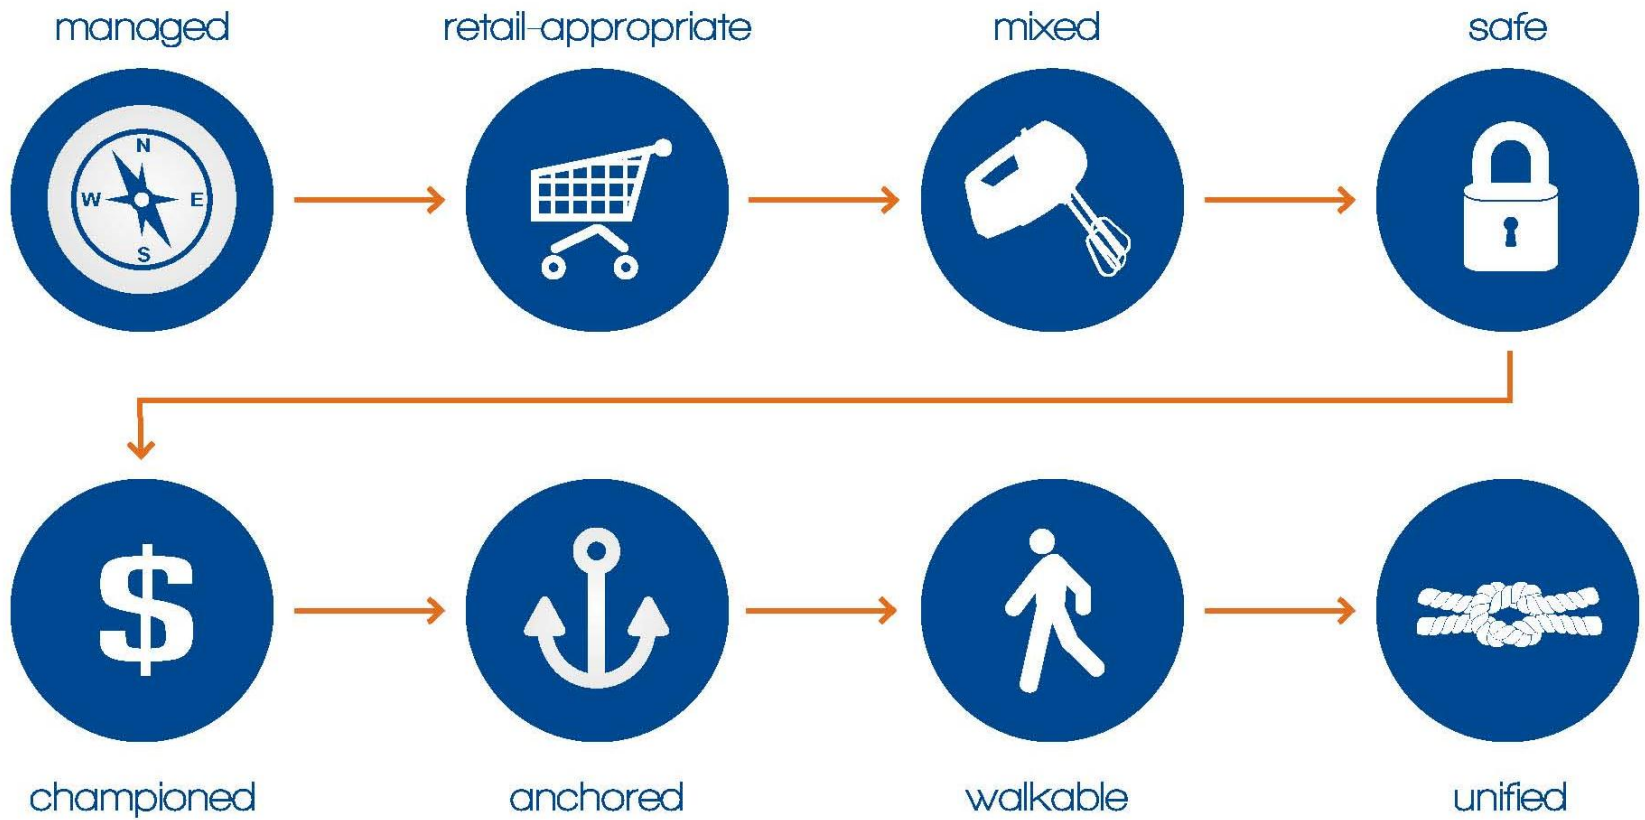 managed
retail-appropriate
mixed
safe
N
W E
S
$
championed
anchored
walkable
unified